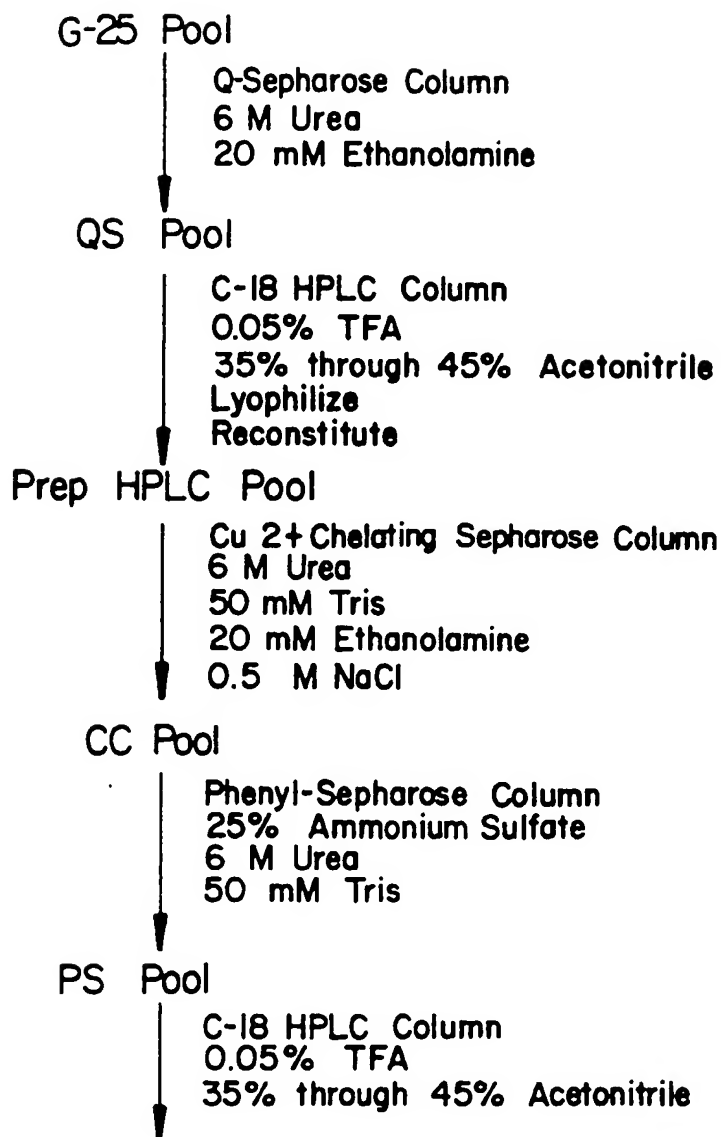 G-25 Pool
Q-Sepharose Column
6 M Urea
20 mM Ethanolamine
QS Pool
C-18 HPLC Column
0.05% TFA
35% through 45% Acetonitrile
Lyophilize
Reconstitute
Prep HPLC Pool
Cu 2+ Chelating Sepharose Column
6 M Urea
50 mM Tris
20 mM Ethanolamine
0.5 M NaCl
CC Pool
Phenyl-Sepharose Column
25% Ammonium Sulfate
6 M Urea
50 mM Tris
PS Pool
C-18 HPLC Column
0.05% TFA
35% through 45% Acetonitrile